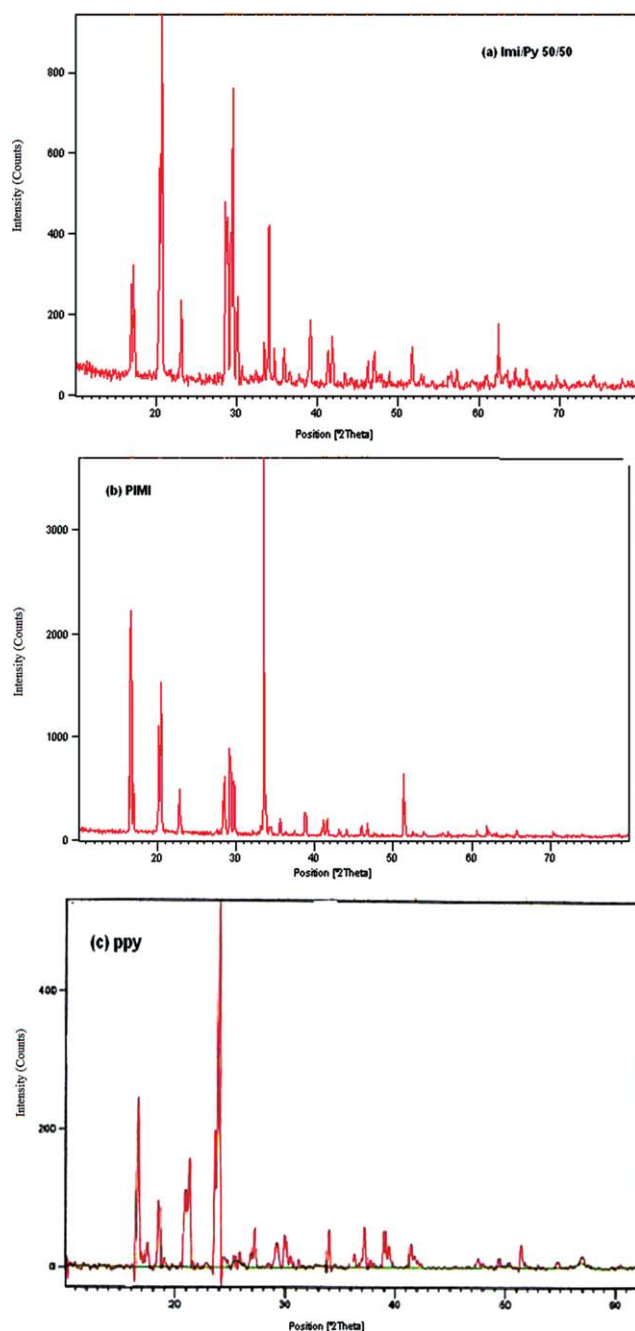 (a) Imi/Py 50/50
Intensity (Counts)
800
600
400
200
0
20 30 40 50 60 70
Position [°2Theta]
(b) PIMI
Intensity (Counts)
3000
2000
1000
0
20 30 40 50 60 70
Position [°2Theta]
(c) ppy
Intensity (Counts)
400
200
0
20 30 40 50 60
Position [°2Theta]